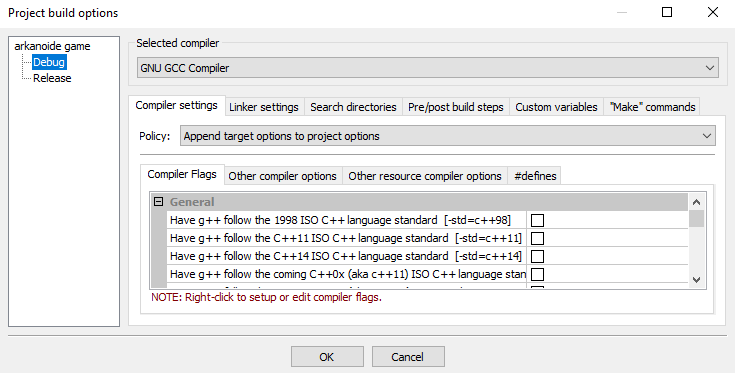 Project build options
arkanoide game
Debug
Release
Selected compiler
GNU GCC Compiler
Compiler settings Linker settings Search directories Pre/post build steps Custom variables "Make" commands
Policy: Append target options to project options
Compiler Flags Other compiler options Other resource compiler options #defines
General
Have g++ follow the 1998 ISO C++ language standard [-std=c++98]
Have g++ follow the C++11 ISO C++ language standard [-std=c++11]
Have g++ follow the C++14 ISO C++ language standard [-std=c++14]
Have g++ follow the coming C++0x (aka c++11) ISO C++ language stan
NOTE: Right-click to setup or edit compiler flags.
OK Cancel